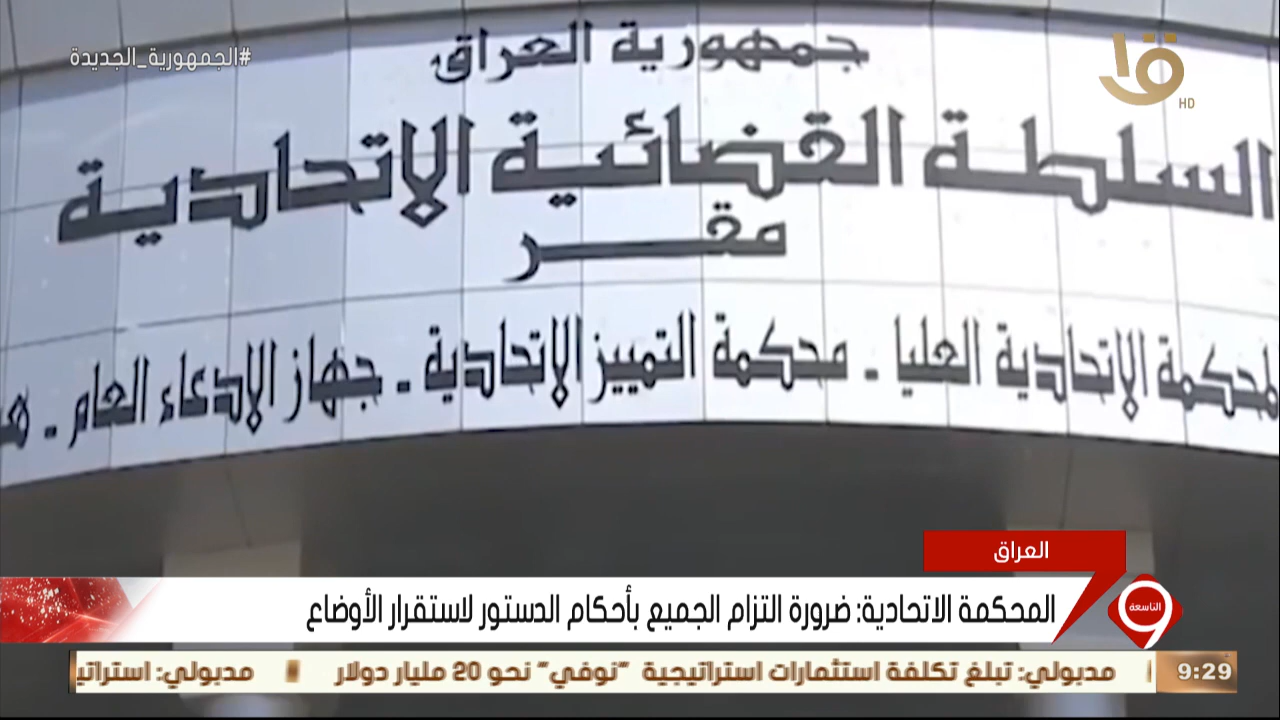 #الجمهورية_الجديدة
HD
جمهورية العراق
السلطة القضائية الاتحادية
مقر
المحكمة الاتحادية العليا - محكمة التمييز الاتحادية - جهاز الادعاء العام -
العراق
المحكمة الاتحادية: ضرورة التزام الجميع بأحكام الدستور لاستقرار الأوضاع
التاسعة
9:29 مدبولي: تبلغ تكلفة استثمارات استراتيجية "نوفي" نحو 20 مليار دولار مدبولي: